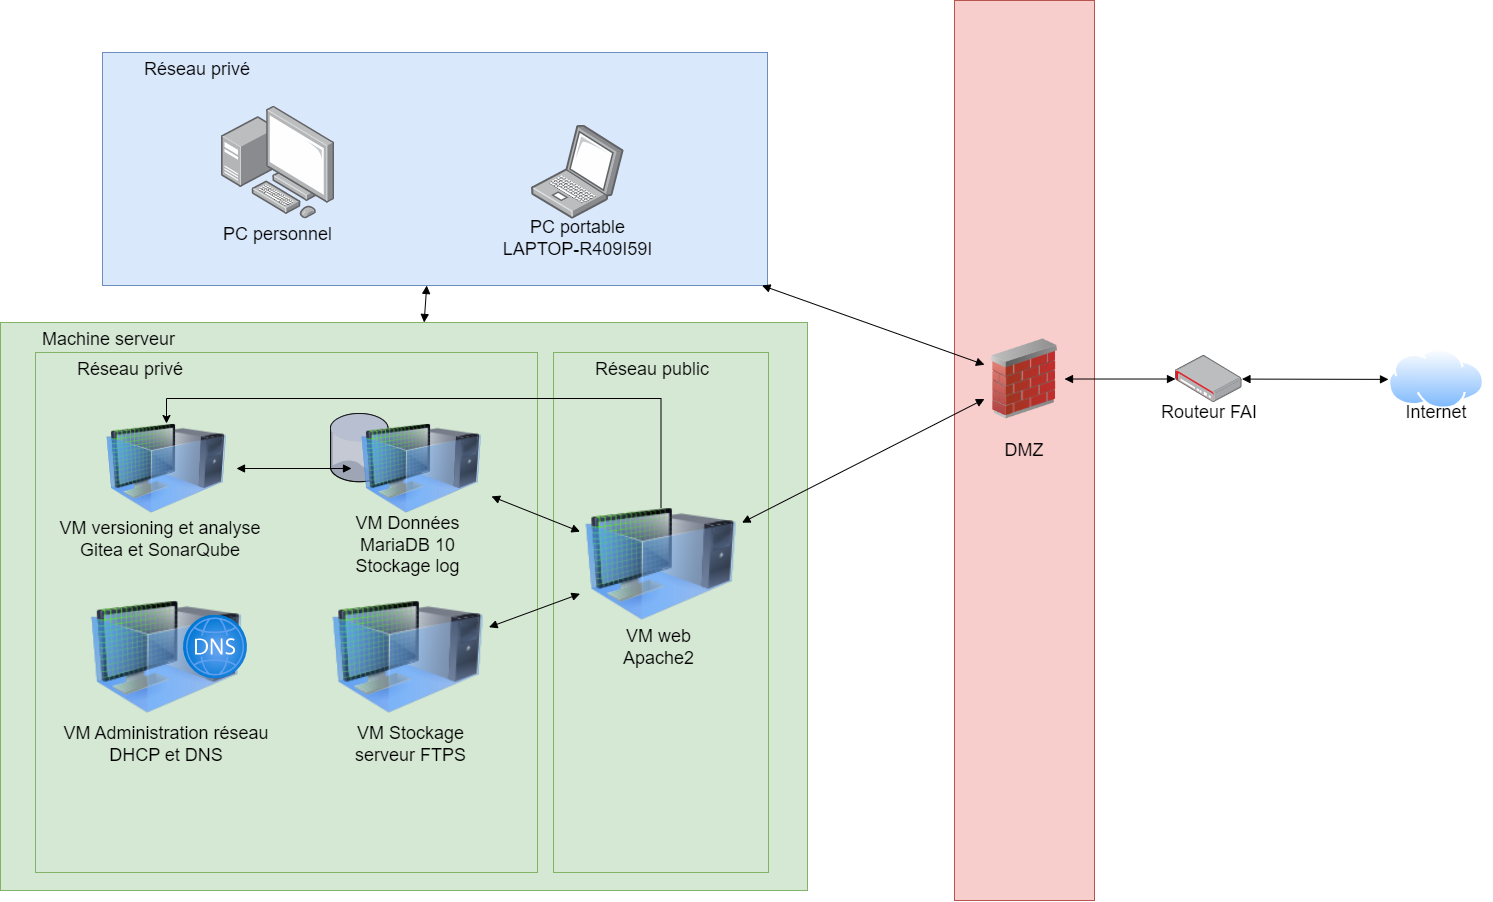 Réseau privé
PC personnel
PC portable
LAPTOP-R409I59I
Machine serveur
Réseau privé
Réseau public
VM versioning et analyse
Gitea et SonarQube
VM Données
MariaDB 10
Stockage log
DNS
VM Administration réseau
DHCP et DNS
VM Stockage
serveur FTPS
VM web
Apache2
DMZ
Routeur FAI
Internet